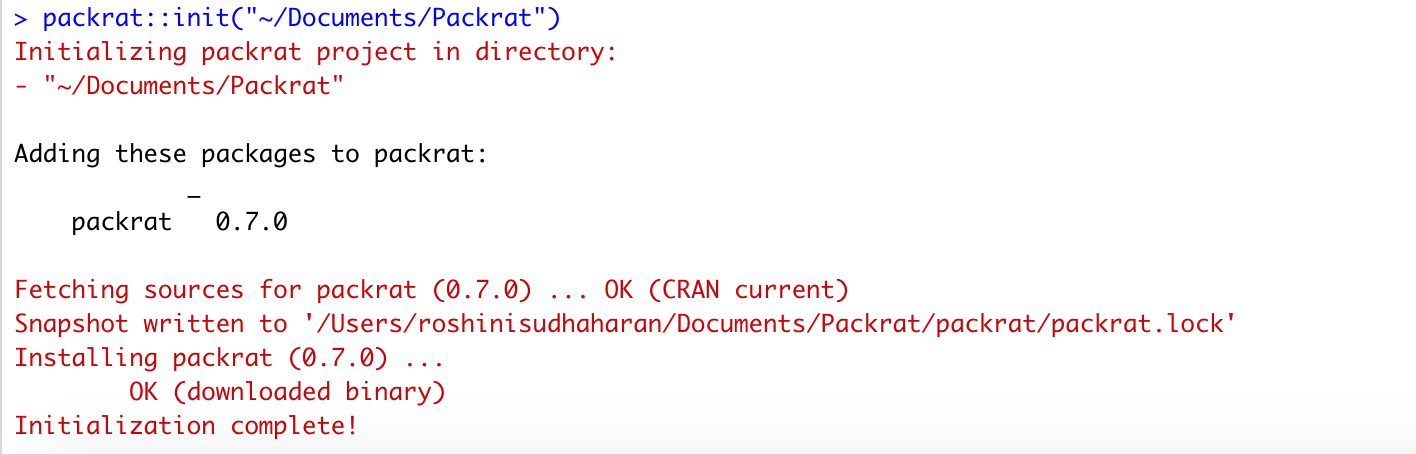 > packrat::init("~/Documents/Packrat")
Initializing packrat project in directory:
- "~/Documents/Packrat"
Adding these packages to packrat:
            _
    packrat   0.7.0
Fetching sources for packrat (0.7.0) ... OK (CRAN current)
Snapshot written to '/Users/roshinisudhaharan/Documents/Packrat/packrat/packrat.lock'
Installing packrat (0.7.0) ...
        OK (downloaded binary)
Initialization complete!